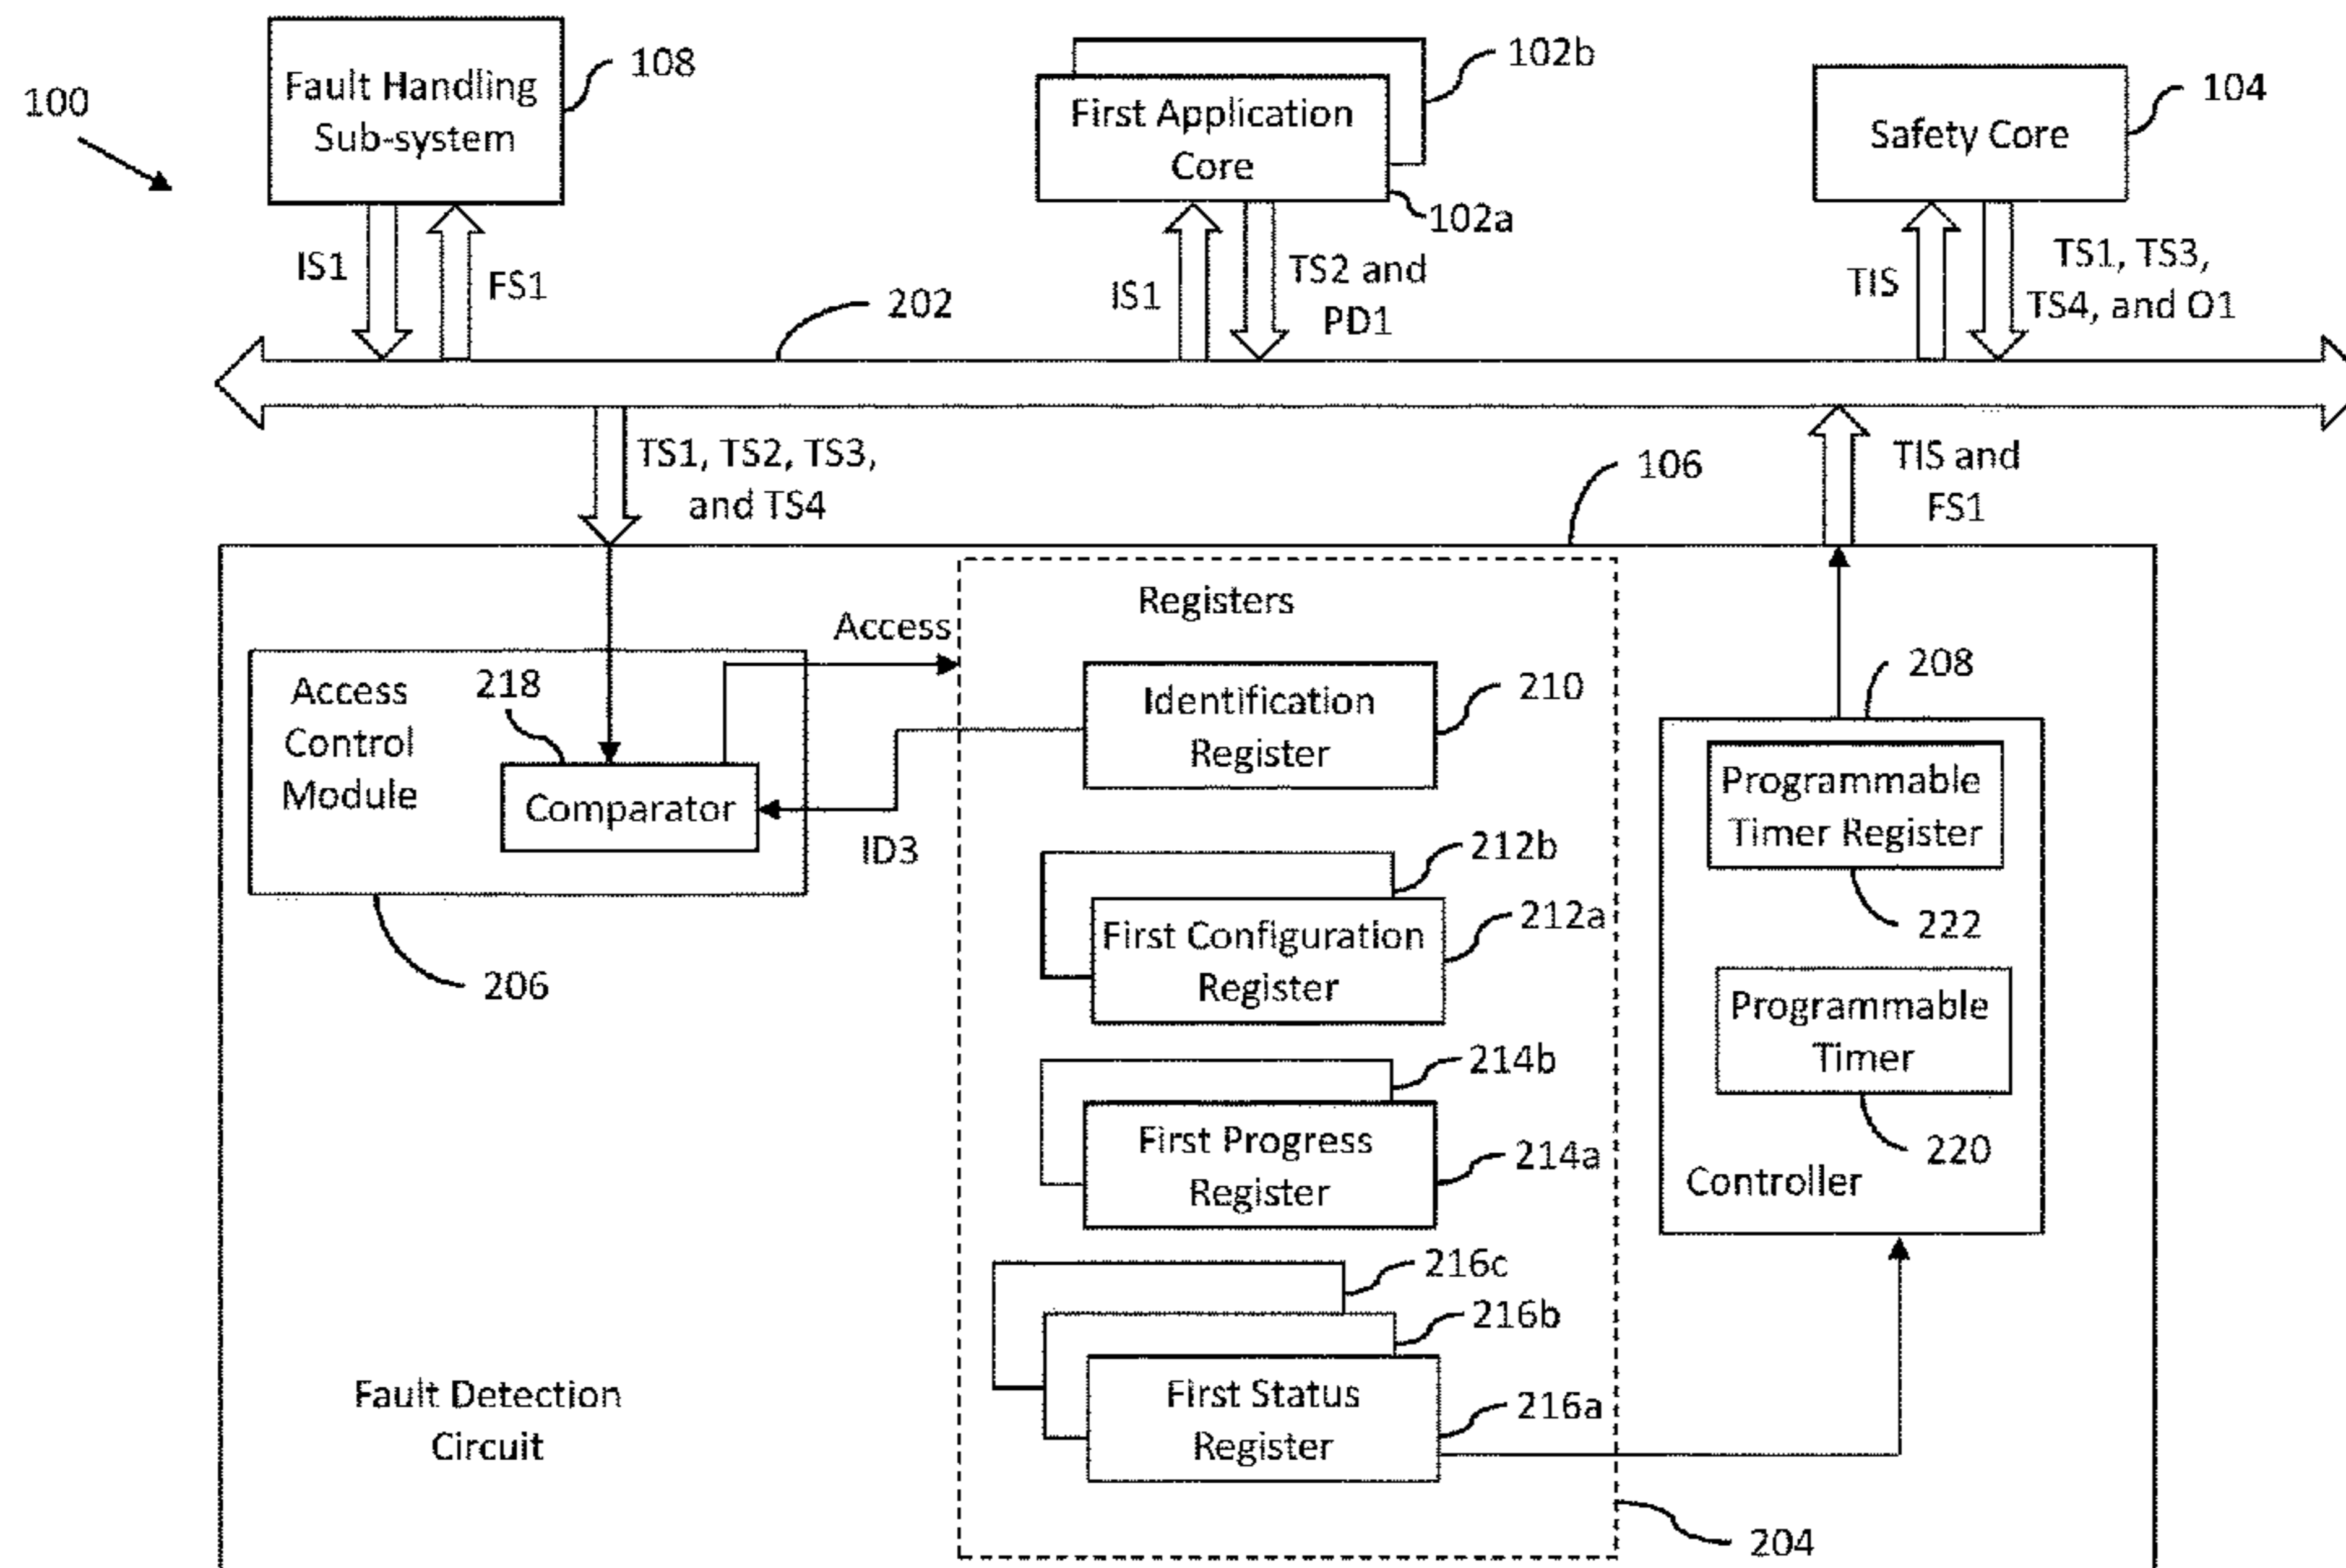 100
Fault Handling
Sub-system
108
First Application
Core
102b
102a
Safety Core
104
IS1
FS1
202
IS1
TS2 and
PD1
TIS
TS1, TS3,
TS4, and O1
TS1, TS2, TS3,
and TS4
106
TIS and
FS1
Access
Control
Module
218
Comparator
206
Access
ID3
Registers
Identification
Register
210
212b
First Configuration
Register
212a
214b
First Progress
Register
214a
216c
216b
First Status
Register
216a
204
208
Programmable
Timer Register
222
Programmable
Timer
220
Controller
Fault Detection
Circuit